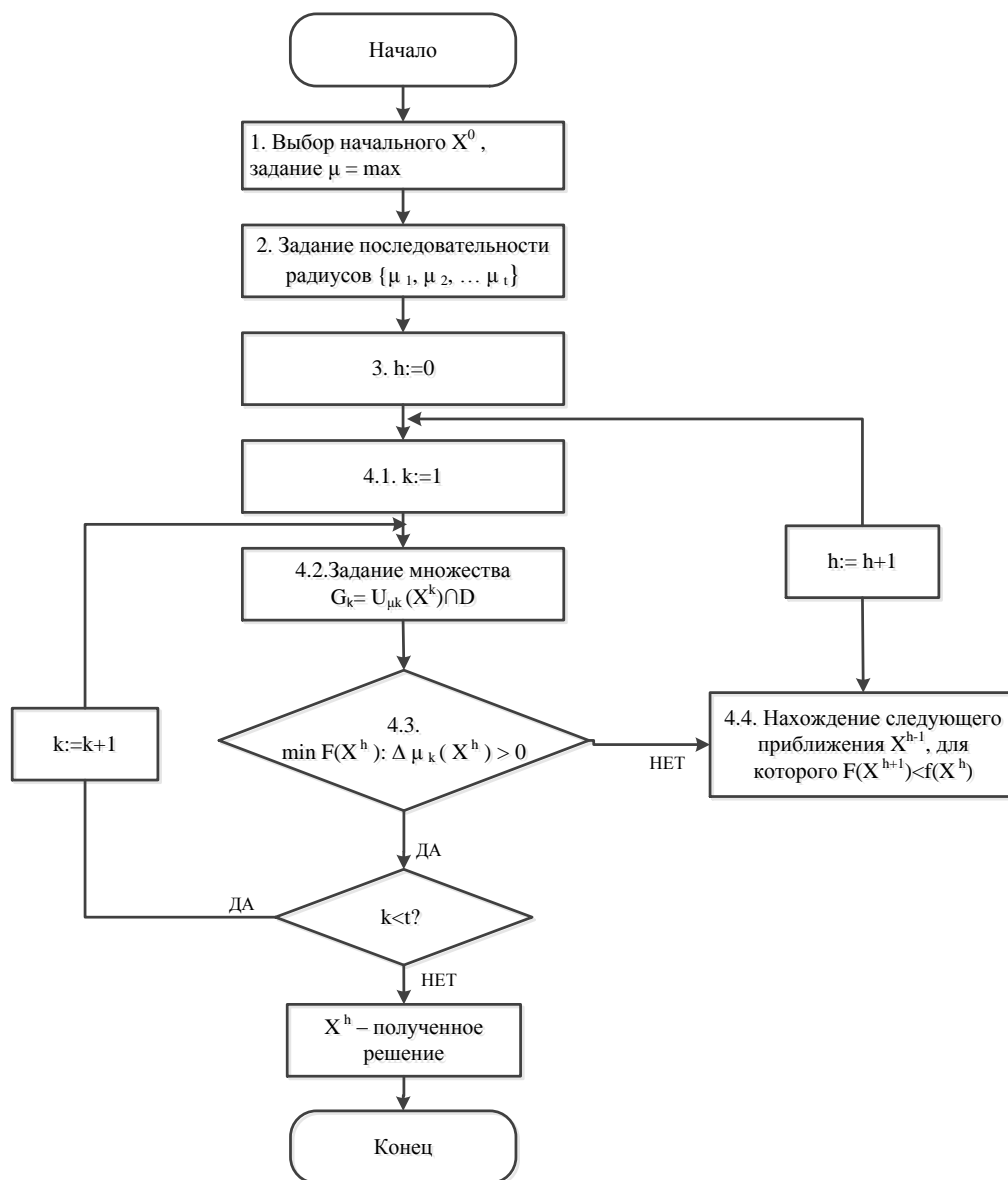 Начало
1. Выбор начального X⁰ ,
задание μ = max
2. Задание последовательности
радиусов {μ ₁, μ ₂, … μ ₜ}
3. h:=0
4.1. k:=1
4.2.Задание множества
Gₖ= U_μk (Xᵏ)∩D
h:= h+1
k:=k+1
4.3.
min F(X ʰ): Δ μ ₖ ( X ʰ ) > 0
НЕТ
4.4. Нахождение следующего
приближения Xʰ⁻¹, для
которого F(X ʰ⁺¹)<f(X ʰ)
ДА
ДА
k<t?
НЕТ
X ʰ – полученное
решение
Конец